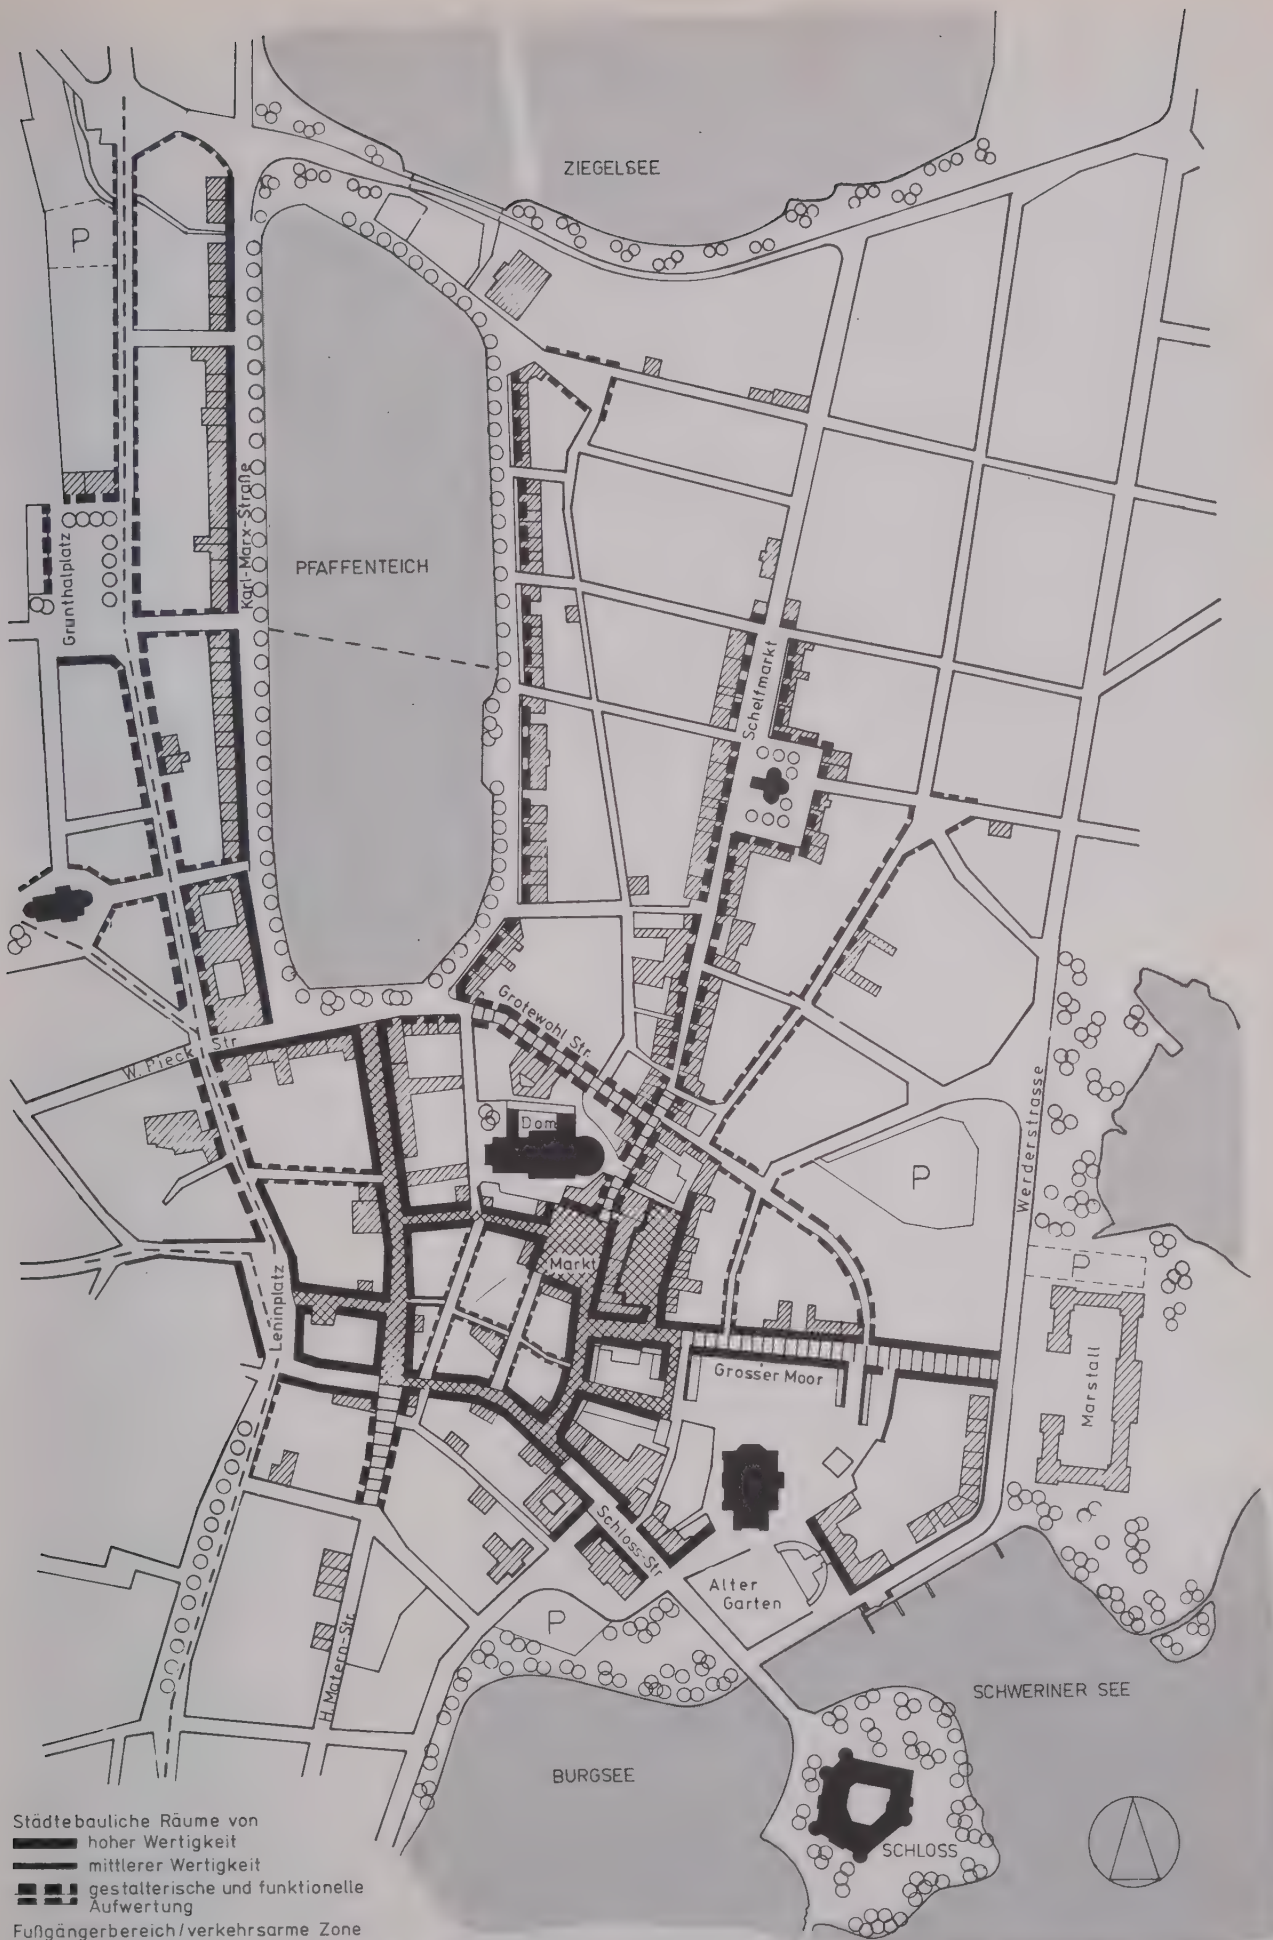 ZIEGELSEE
P
Karl-Marx-Straße
Grunthalplatz
PFAFFENTEICH
Schelfmarkt
Grotewohl Str.
W. Pieck Str
Werderstrasse
Dom
P
Markt
P
Leninplatz
Grosser Moor
Marstall
Schloss-Str.
Alter
Garten
P
H. Matern-Str.
SCHWERINER SEE
BURGSEE
SCHLOSS
Städtebauliche Räume von
hoher Wertigkeit
mittlerer Wertigkeit
gestalterische und funktionelle
Aufwertung
Fußgängerbereich/verkehrsarme Zone